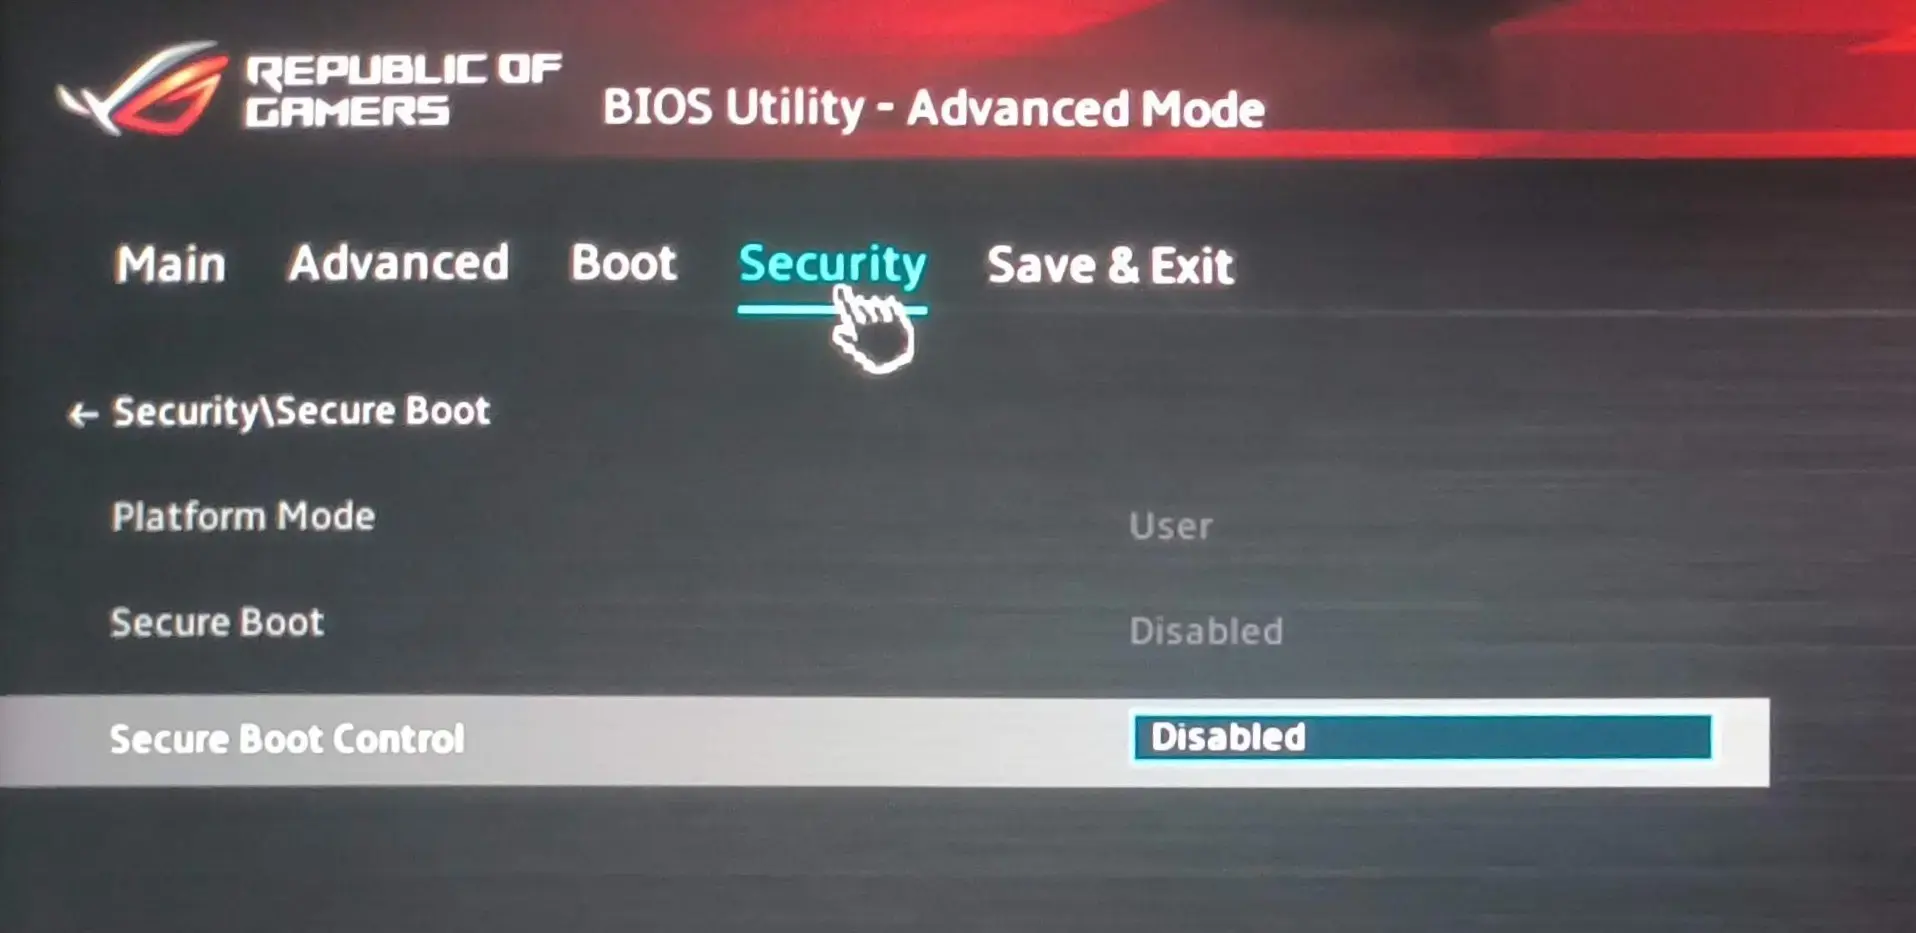 REPUBLIC OF
GAMERS
BIOS Utility - Advanced Mode
Main Advanced Boot Security Save & Exit
← Security\Secure Boot
Platform Mode User
Secure Boot Disabled
Secure Boot Control Disabled